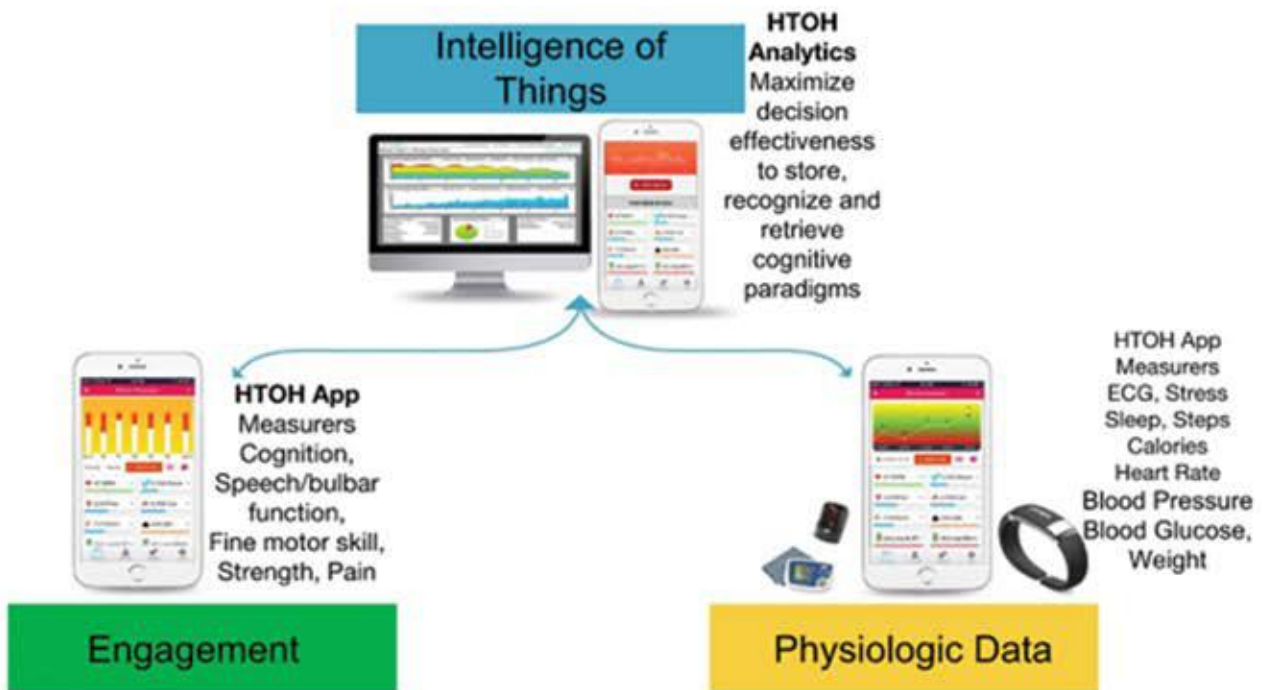 Intelligence of
Things
HTOH
Analytics
Maximize
decision
effectiveness
to store,
recognize and
retrieve
cognitive
paradigms
HTOH App
Measurers
Cognition,
Speech/bulbar
function,
Fine motor skill,
Strength, Pain
HTOH App
Measurers
ECG, Stress
Sleep, Steps
Calories
Heart Rate
Blood Pressure
Blood Glucose,
Weight
Engagement
Physiologic Data